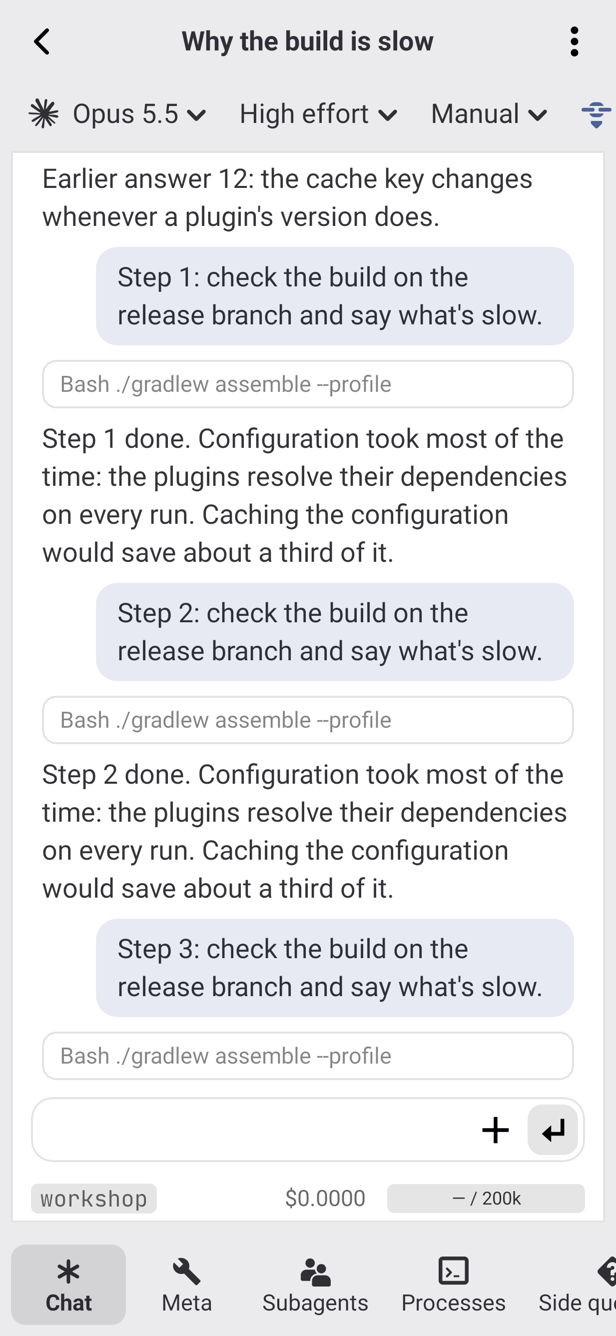 Why the build is slow
Opus 5.5 High effort Manual
Earlier answer 12: the cache key changes
whenever a plugin's version does.
Step 1: check the build on the
release branch and say what's slow.
Bash ./gradlew assemble --profile
Step 1 done. Configuration took most of the
time: the plugins resolve their dependencies
on every run. Caching the configuration
would save about a third of it.
Step 2: check the build on the
release branch and say what's slow.
Bash ./gradlew assemble --profile
Step 2 done. Configuration took most of the
time: the plugins resolve their dependencies
on every run. Caching the configuration
would save about a third of it.
Step 3: check the build on the
release branch and say what's slow.
Bash ./gradlew assemble --profile
workshop $0.0000 — / 200k
Chat Meta Subagents Processes Side